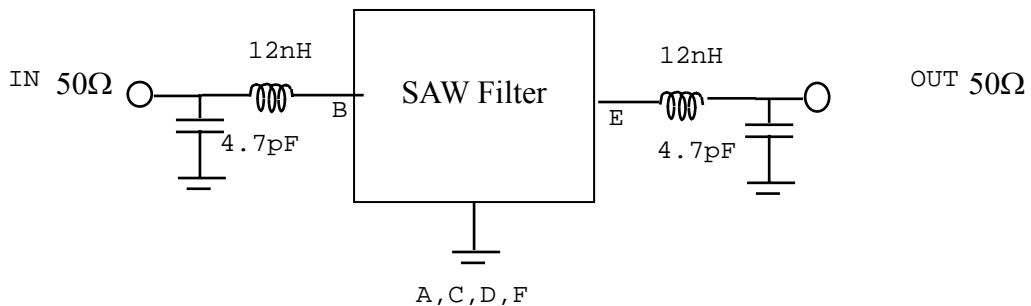 12nH
12nH
IN 50Ω
SAW Filter
OUT 50Ω
B
E
4.7pF
4.7pF
A,C,D,F